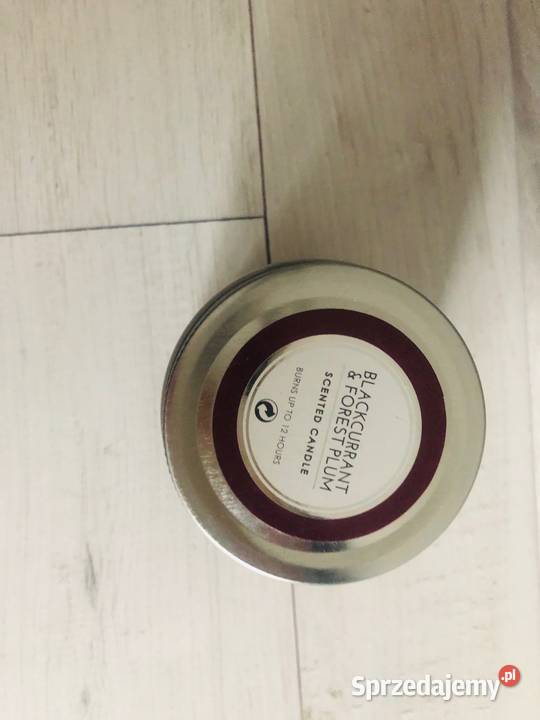 BLACKCURRANT
& FOREST PLUM
SCENTED CANDLE
BURNS UP TO 12 HOURS
Sprzedajemy.pl